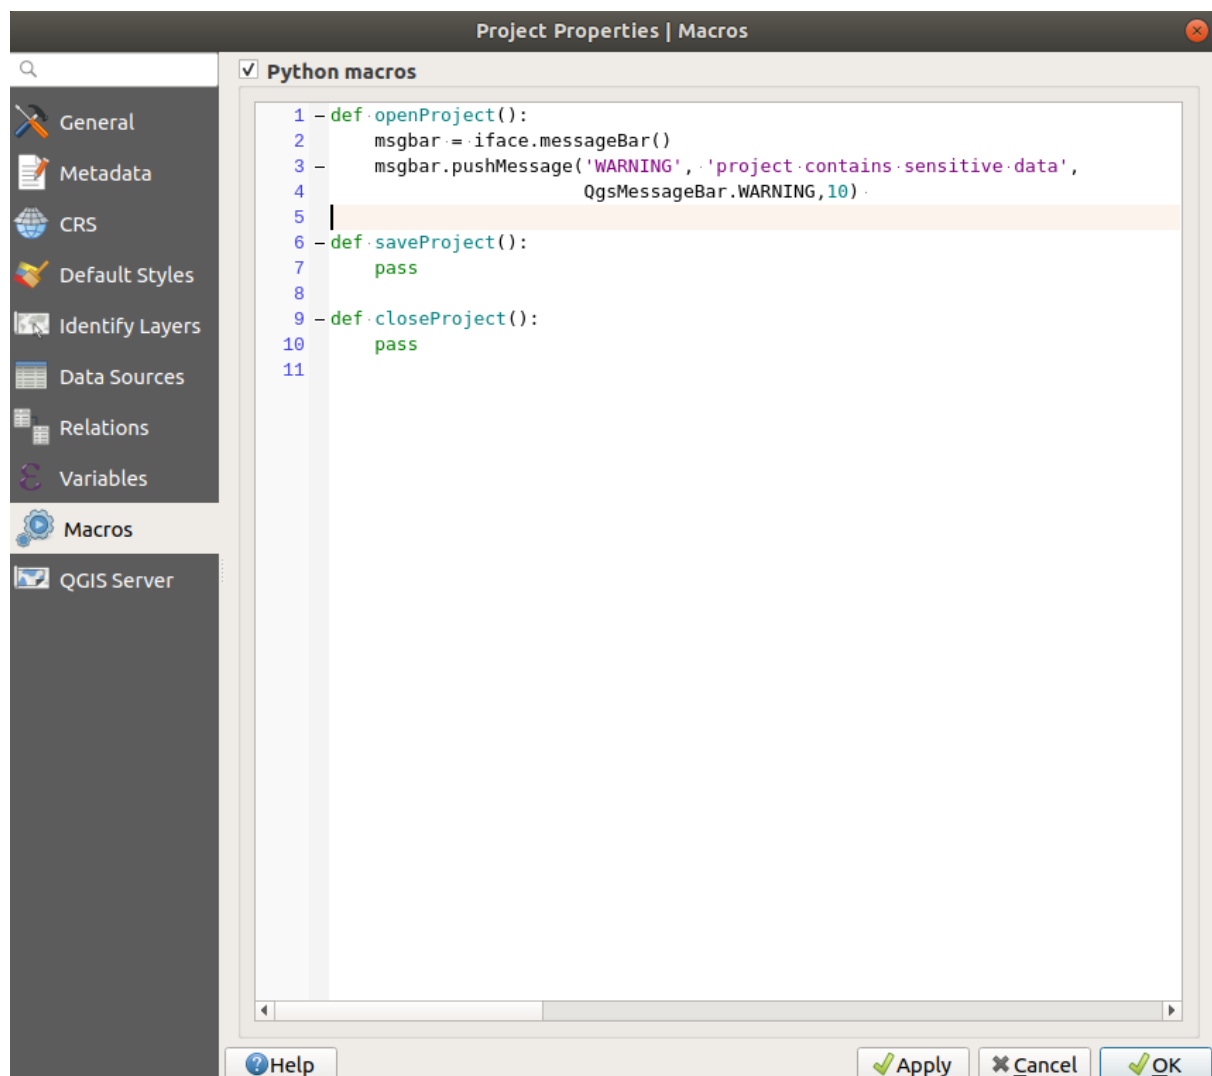 Project Properties | Macros
Python macros
General
Metadata
CRS
Default Styles
Identify Layers
Data Sources
Relations
Variables
Macros
QGIS Server
1 def openProject():
2     msgbar = iface.messageBar()
3     msgbar.pushMessage('WARNING', 'project contains sensitive data',
4                        QgsMessageBar.WARNING,10)
5
6 def saveProject():
7     pass
8
9 def closeProject():
10     pass
11
Help
Apply
Cancel
OK